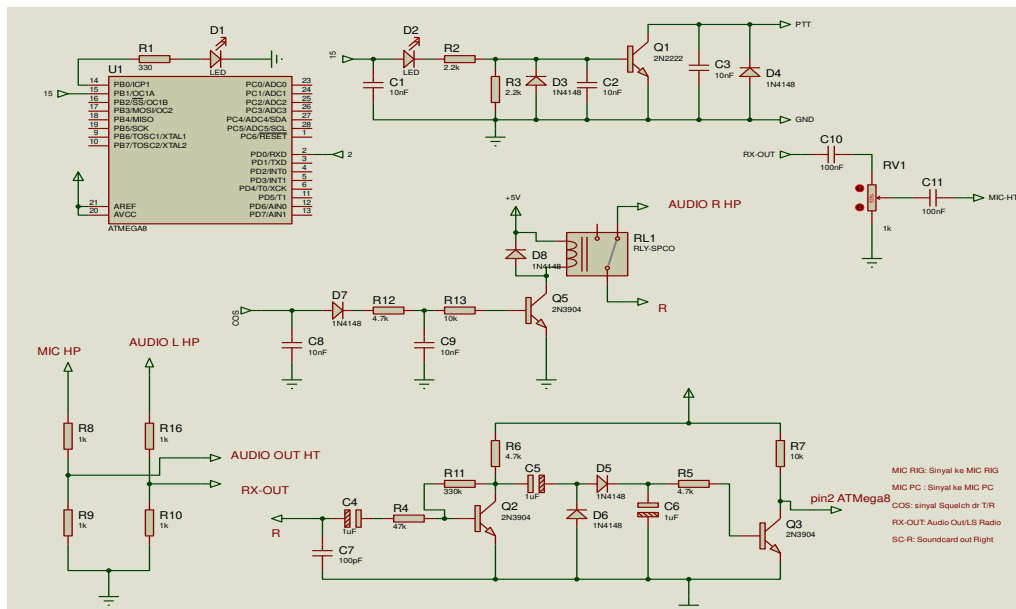 R1
330
D1
LED
U1
14
15
16
17
18
19
9
10
21
20
PB0/ICP1
PB1/OC1A
PB2/SS/OC1B
PB3/MOSI/OC2
PB4/MISO
PB5/SCK
PB6/TOSC1/XTAL1
PB7/TOSC2/XTAL2
AREF
AVCC
PC0/ADC0
PC1/ADC1
PC2/ADC2
PC3/ADC3
PC4/ADC4/SDA
PC5/ADC5/SCL
PC6/RESET
PD0/RXD
PD1/TXD
PD2/INT0
PD3/INT1
PD4/T0/XCK
PD5/T1
PD6/AIN0
PD7/AIN1
23
24
25
26
27
28
1
2
3
4
5
6
11
12
13
ATMEGA8
15
2
15
D2
LED
R2
2.2k
C1
10nF
R3
2.2k
D3
1N4148
C2
10nF
Q1
2N2222
C3
10nF
D4
1N4148
PTT
GND
RX-OUT
C10
100nF
RV1
50%
1k
C11
100nF
MIC-HT
+5V
D8
1N4148
RL1
RLY-SPCO
AUDIO R HP
R
COS
D7
1N4148
R12
4.7k
R13
10k
Q5
2N3904
C8
10nF
C9
10nF
MIC HP
AUDIO L HP
R8
1k
R16
1k
AUDIO OUT HT
RX-OUT
R9
1k
R10
1k
R
C7
100pF
C4
1uF
R4
47k
R11
330k
R6
4.7k
Q2
2N3904
C5
1uF
D6
1N4148
D5
1N4148
C6
1uF
R5
4.7k
R7
10k
Q3
2N3904
pin2 ATMega8
MIC RIG: Sinyal ke MIC RIG
MIC PC : Sinyal ke MIC PC
COS: sinyal Squelch dr T/R
RX-OUT: Audio Out/LS Radio
SC-R: Soundcard out Right